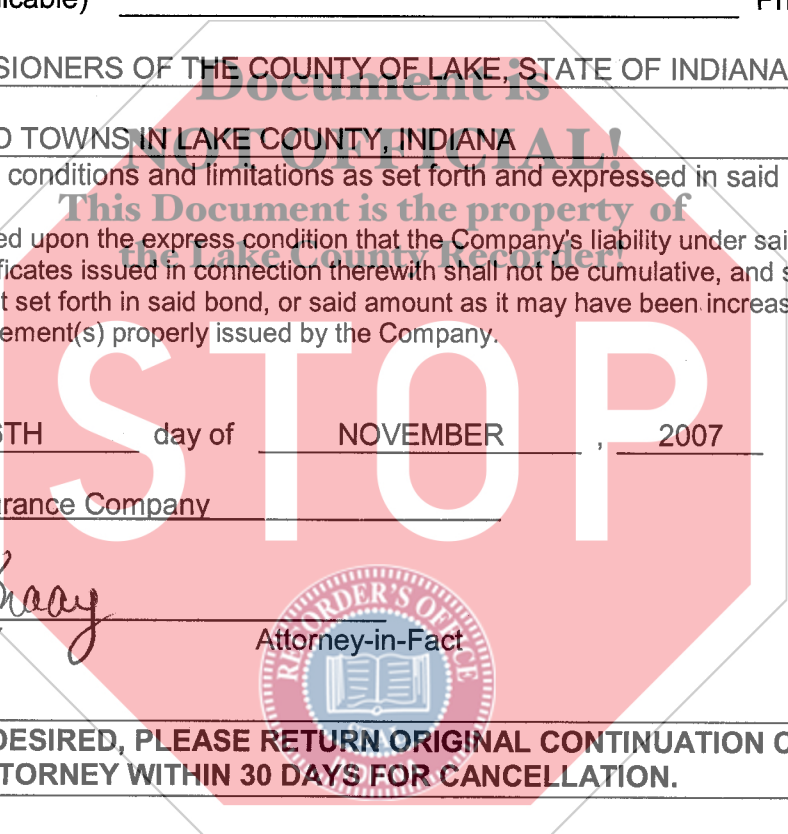 SIONERS OF THE COUNTY OF LAKE, STATE OF INDIANA
Document is
TOWNS IN LAKE COUNTY, INDIANA
NOT OFFICIAL!
conditions and limitations as set forth and expressed in said
This Document is the property of
ed upon the express condition that the Company's liability under sai
the Lake County Recorder!
ficates issued in connection therewith shall not be cumulative, and s
t set forth in said bond, or said amount as it may have been increas
ement(s) properly issued by the Company.
STOP
TH day of NOVEMBER , 2007
rance Company
RECORDER'S OFFICE
Attorney-in-Fact
DESIRED, PLEASE RETURN ORIGINAL CONTINUATION
TORNEY WITHIN 30 DAYS FOR CANCELLATION.